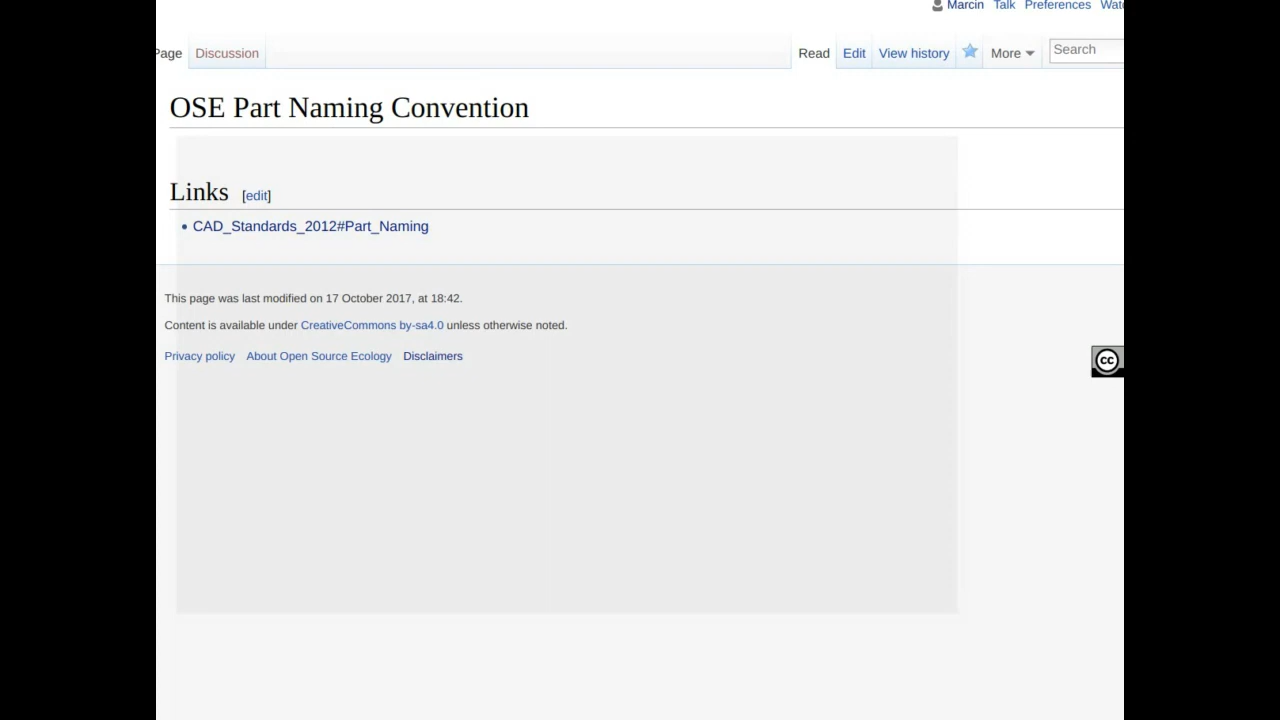 Marcin Talk Preferences
Page Discussion Read Edit View history More Search
OSE Part Naming Convention
Links [edit]
CAD_Standards_2012#Part_Naming
This page was last modified on 17 October 2017, at 18:42.
Content is available under CreativeCommons by-sa4.0 unless otherwise noted.
Privacy policy About Open Source Ecology Disclaimers
cc